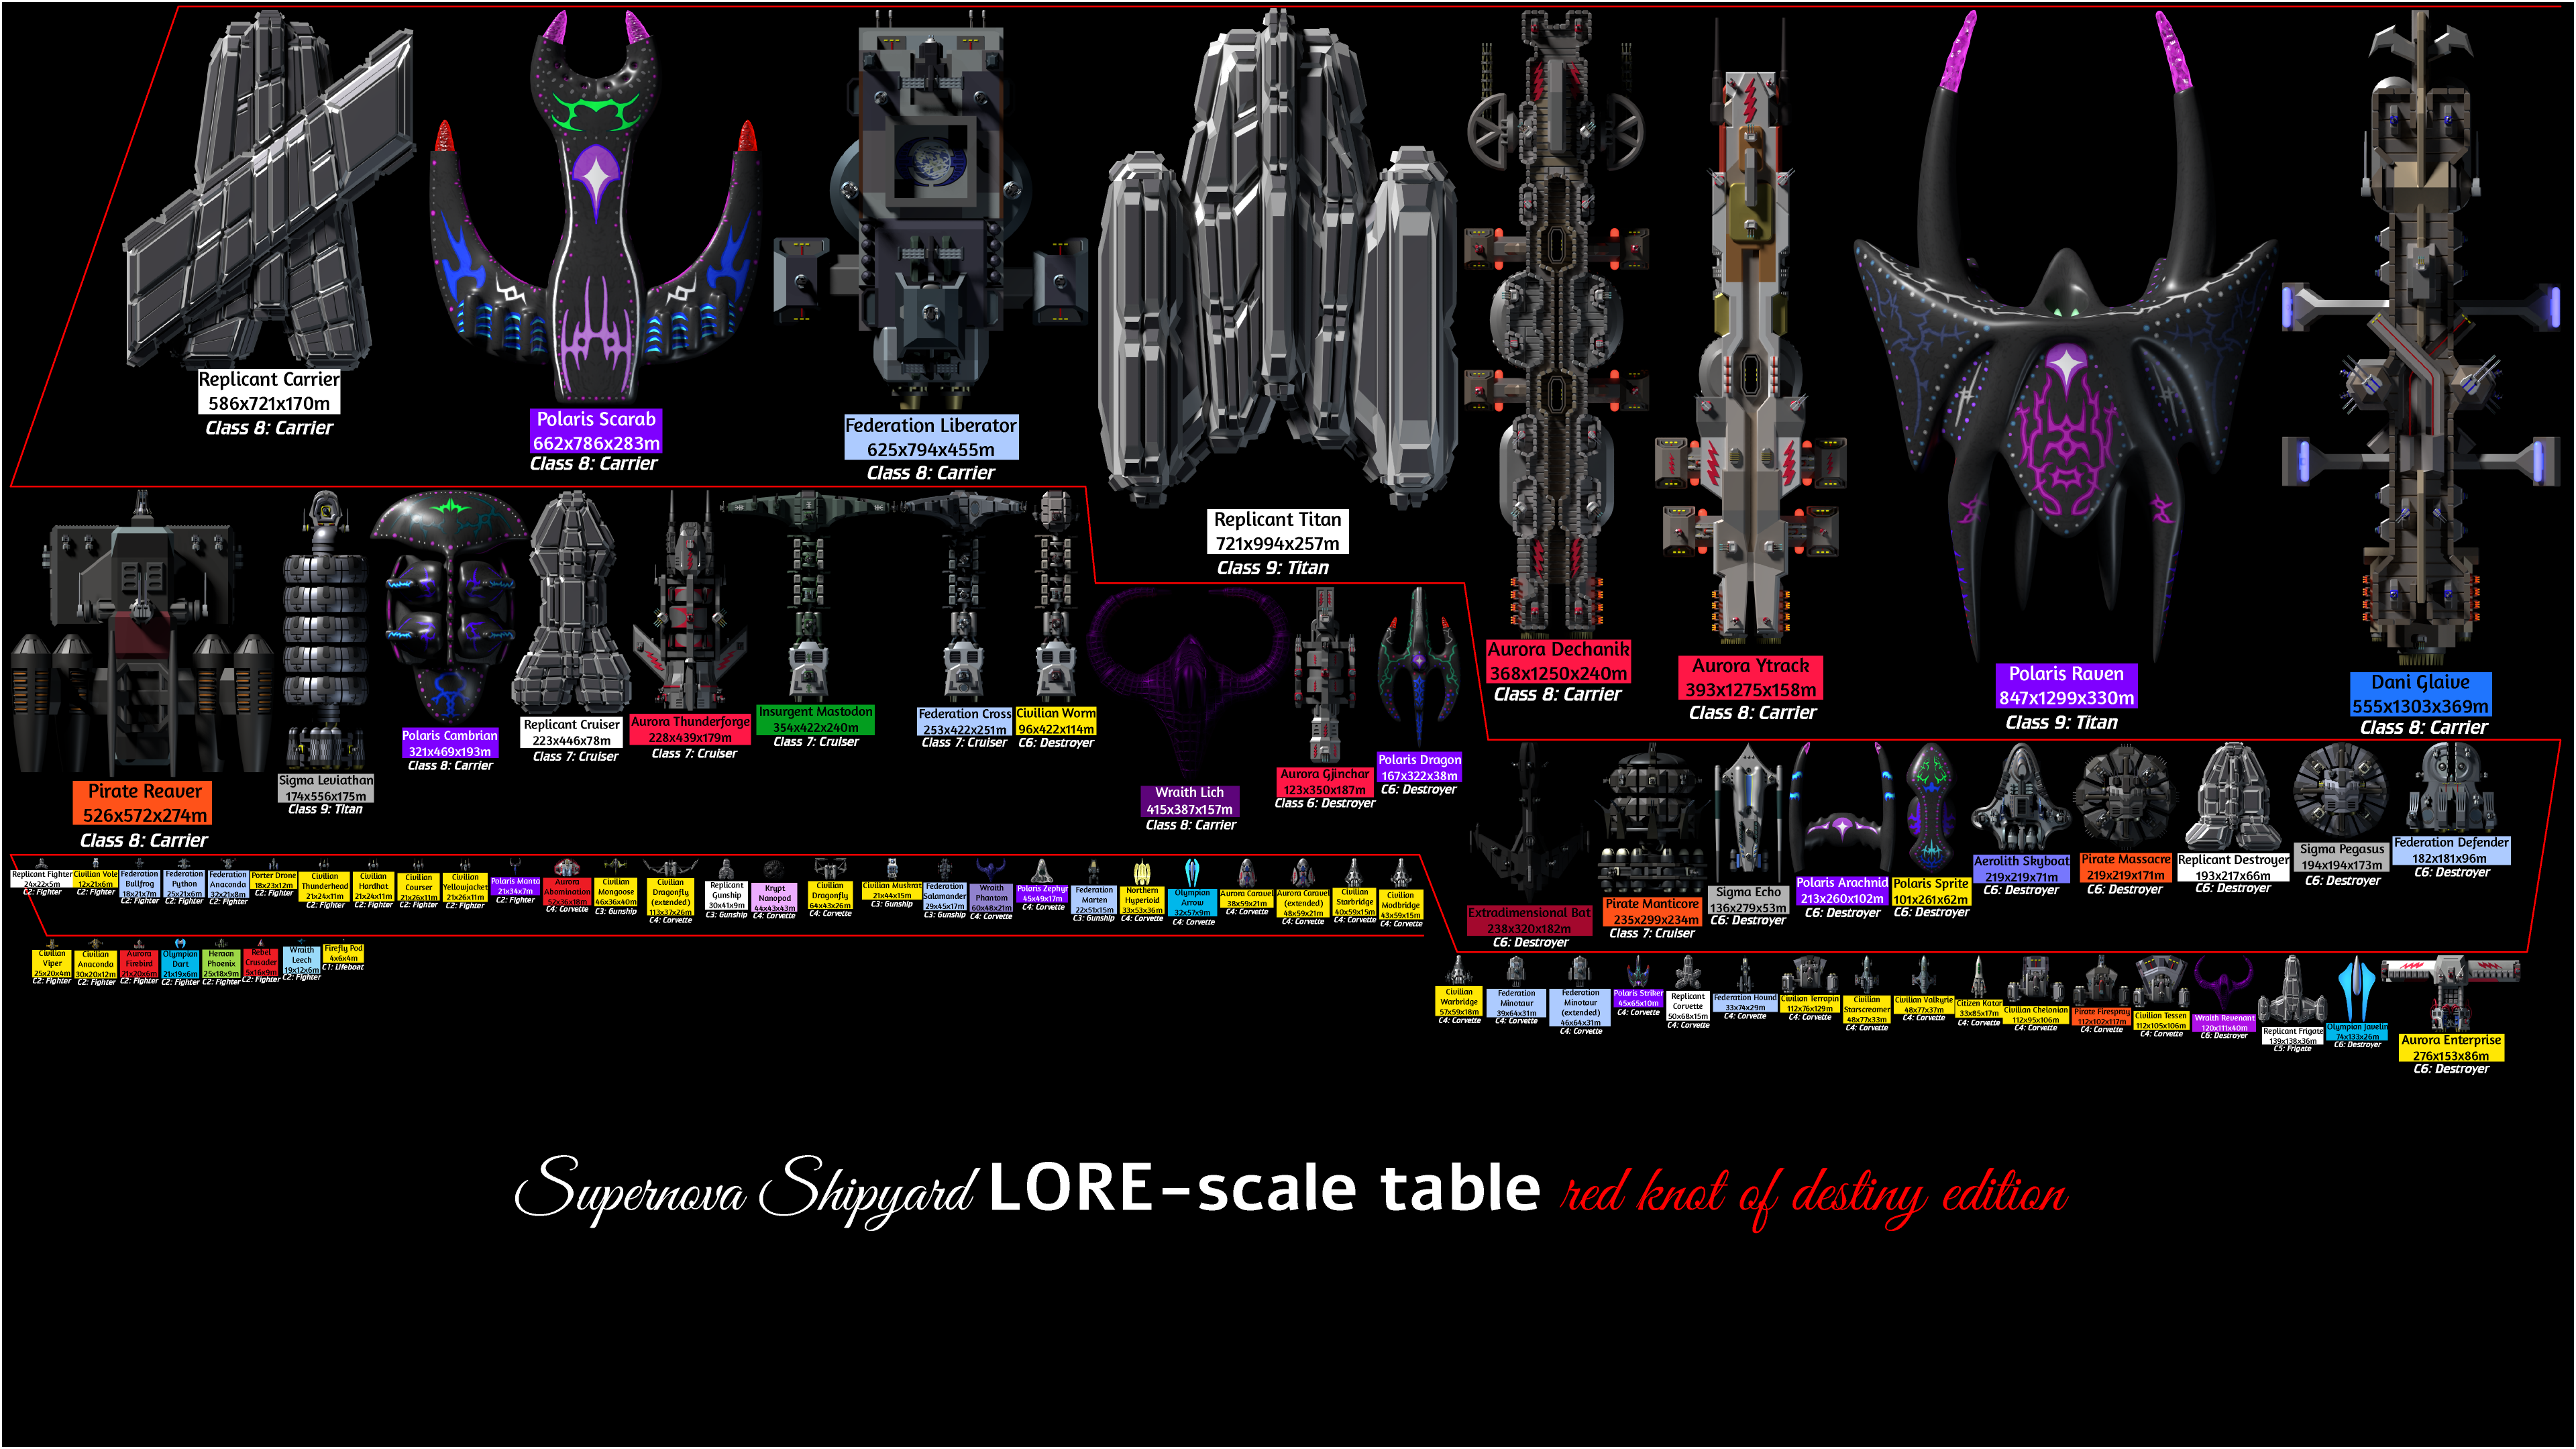 Replicant Carrier
586x721x170m
Class 8: Carrier
Polaris Scarab
662x786x283m
Class 8: Carrier
Federation Liberator
625x794x455m
Class 8: Carrier
Replicant Titan
721x994x257m
Class 9: Titan
Aurora Dechanik
368x1250x240m
Class 8: Carrier
Aurora Ytrack
393x1275x158m
Class 8: Carrier
Polaris Raven
847x1299x330m
Class 9: Titan
Dani Glaive
555x1303x369m
Class 8: Carrier
Pirate Reaver
526x572x274m
Class 8: Carrier
Sigma Leviathan
174x556x175m
Class 9: Titan
Polaris Cambrian
321x469x193m
Class 8: Carrier
Replicant Cruiser
223x446x78m
Class 7: Cruiser
Aurora Thunderforge
228x439x179m
Class 7: Cruiser
Insurgent Mastodon
354x422x240m
Class 7: Cruiser
Federation Cross
253x422x251m
Class 7: Cruiser
Civilian Worm
96x422x114m
C6: Destroyer
Wraith Lich
415x387x157m
Class 8: Carrier
Aurora Gjinchar
123x350x187m
Class 6: Destroyer
Polaris Dragon
167x322x38m
C6: Destroyer
Extradimensional Bat
238x320x182m
C6: Destroyer
Pirate Manticore
235x299x234m
Class 7: Cruiser
Sigma Echo
136x279x53m
C6: Destroyer
Polaris Arachnid
213x260x102m
C6: Destroyer
Polaris Sprite
101x261x62m
C6: Destroyer
Aerolith Skyboat
219x219x71m
C6: Destroyer
Pirate Massacre
219x219x171m
C6: Destroyer
Replicant Destroyer
193x217x66m
C6: Destroyer
Sigma Pegasus
194x194x173m
C6: Destroyer
Federation Defender
182x181x96m
C6: Destroyer
Replicant Fighter
24x22x5m
C2: Fighter
Civilian Vole
12x21x6m
C2: Fighter
Federation
Bullfrog
18x21x7m
C2: Fighter
Federation
Python
25x21x6m
C2: Fighter
Federation
Anaconda
32x21x8m
C2: Fighter
Porter Drone
18x23x12m
C2: Fighter
Civilian
Thunderhead
21x24x11m
C2: Fighter
Civilian
Hardhat
21x24x11m
C2: Fighter
Civilian
Courser
21x26x11m
C2: Fighter
Civilian
Yellowjacket
21x26x11m
C2: Fighter
Polaris Manta
21x34x7m
C2: Fighter
Aurora
Abomination
52x36x18m
C4: Corvette
Civilian
Mongoose
46x36x40m
C3: Gunship
Civilian
Dragonfly
(extended)
113x37x26m
C4: Corvette
Replicant
Gunship
30x41x9m
C3: Gunship
Krypt
Nanopod
44x43x43m
C4: Corvette
Civilian
Dragonfly
64x43x26m
C4: Corvette
Civilian Muskrat
21x44x15m
C3: Gunship
Federation
Salamander
29x45x17m
C3: Gunship
Wraith
Phantom
60x48x21m
C4: Corvette
Polaris Zephyr
45x49x17m
C4: Corvette
Federation
Marten
22x51x15m
C3: Gunship
Northern
Hyperioid
33x53x36m
C4: Corvette
Olympian
Arrow
32x57x9m
C4: Corvette
Aurora Caravel
38x59x21m
C4: Corvette
Aurora Caravel
(extended)
48x59x21m
C4: Corvette
Civilian
Starbridge
40x59x15m
C4: Corvette
Civilian
Modbridge
43x59x15m
C4: Corvette
Civilian
Viper
25x20x4m
C2: Fighter
Civilian
Anaconda
30x20x12m
C2: Fighter
Aurora
Firebird
21x20x6m
C2: Fighter
Olympian
Dart
21x19x6m
C2: Fighter
Heraan
Phoenix
25x18x9m
C2: Fighter
Rebel
Crusader
5x16x9m
C2: Fighter
Wraith
Leech
19x12x6m
C2: Fighter
Firefly Pod
4x6x4m
C1: Lifeboat
Civilian
Warbridge
57x59x18m
C4: Corvette
Federation
Minotaur
39x64x31m
C4: Corvette
Federation
Minotaur
(extended)
46x64x31m
C4: Corvette
Polaris Striker
45x65x10m
C4: Corvette
Replicant
Corvette
50x68x15m
C4: Corvette
Federation Hound
33x74x29m
C4: Corvette
Civilian Terrapin
112x76x129m
C4: Corvette
Civilian
Starscreamer
48x77x33m
C4: Corvette
Civilian Valkyrie
48x77x37m
C4: Corvette
Citizen Katar
33x85x17m
C4: Corvette
Civilian Chelonian
112x95x106m
C4: Corvette
Pirate Firespray
112x102x117m
C4: Corvette
Civilian Tessen
112x105x106m
C4: Corvette
Wraith Revenant
120x111x40m
C6: Destroyer
Replicant Frigate
139x138x36m
C5: Frigate
Olympian Javelin
74x133x26m
C6: Destroyer
Aurora Enterprise
276x153x86m
C6: Destroyer
Supernova Shipyard LORE-scale table red knot of destiny edition